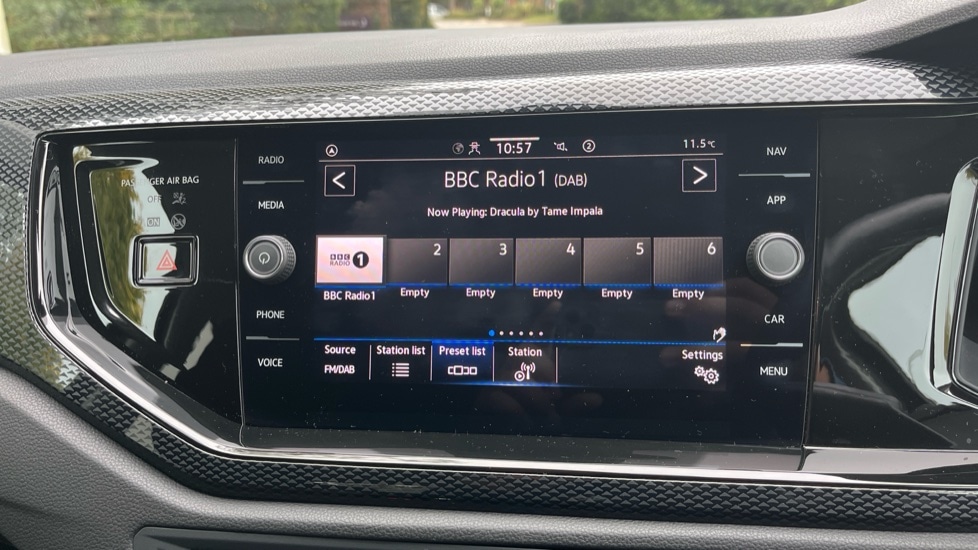 PASSENGER AIR BAG
OFF
ON
RADIO
MEDIA
PHONE
VOICE
10:57
2
11.5°C
BBC Radio1 (DAB)
Now Playing: Dracula by Tame Impala
BBC RADIO 1
2
3
4
5
6
BBC Radio1
Empty
Empty
Empty
Empty
Empty
Source
FM/DAB
Station list
Preset list
Station
Settings
NAV
APP
CAR
MENU